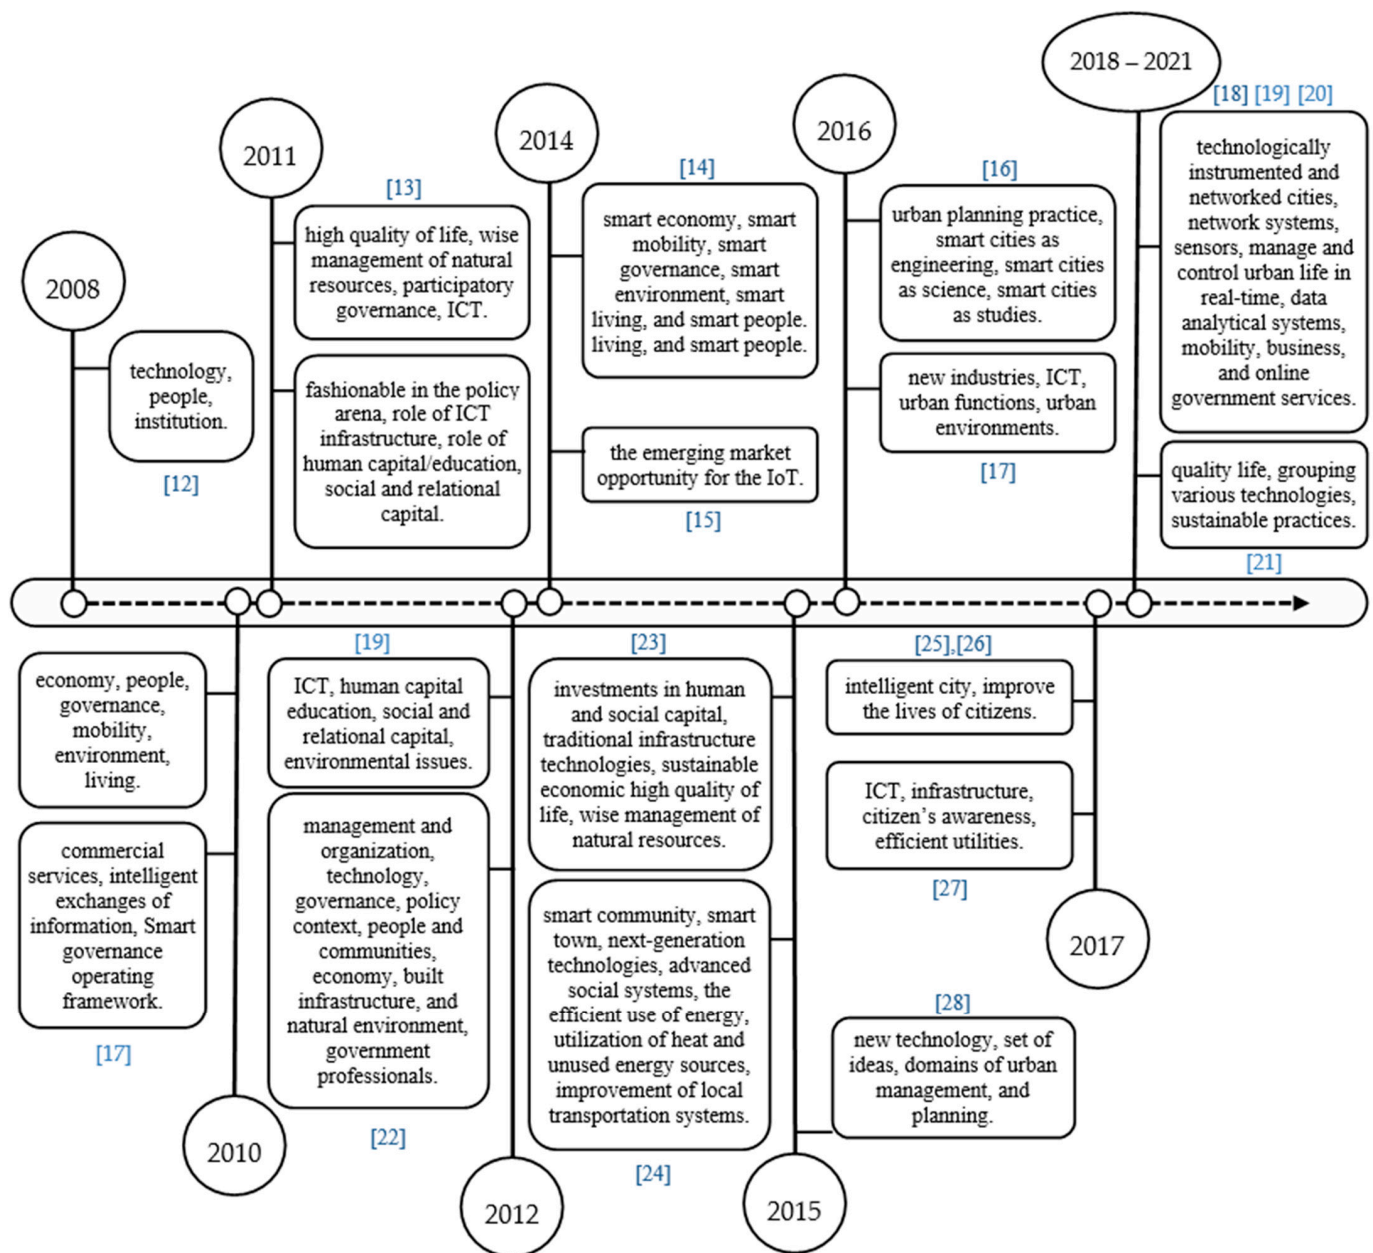 2008
technology,
people,
institution.
[12]
2011
[13]
high quality of life, wise
management of natural
resources, participatory
governance, ICT.
fashionable in the policy
arena, role of ICT
infrastructure, role of
human capital/education,
social and relational
capital.
2014
[14]
smart economy, smart
mobility, smart
governance, smart
environment, smart
living, and smart people.
living, and smart people.
the emerging market
opportunity for the IoT.
[15]
2016
[16]
urban planning practice,
smart cities as
engineering, smart cities
as science, smart cities
as studies.
new industries, ICT,
urban functions, urban
environments.
[17]
2018 – 2021
[18] [19] [20]
technologically
instrumented and
networked cities,
network systems,
sensors, manage and
control urban life in
real-time, data
analytical systems,
mobility, business,
and online
government services.
quality life, grouping
various technologies,
sustainable practices.
[21]
economy, people,
governance,
mobility,
environment,
living.
commercial
services, intelligent
exchanges of
information, Smart
governance
operating
framework.
[17]
2010
[19]
ICT, human capital
education, social and
relational capital,
environmental issues.
management and
organization,
technology,
governance, policy
context, people and
communities,
economy, built
infrastructure, and
natural environment,
government
professionals.
[22]
2012
[23]
investments in human
and social capital,
traditional infrastructure
technologies, sustainable
economic high quality of
life, wise management of
natural resources.
smart community, smart
town, next-generation
technologies, advanced
social systems, the
efficient use of energy,
utilization of heat and
unused energy sources,
improvement of local
transportation systems.
[24]
2015
[28]
new technology, set of
ideas, domains of urban
management, and
planning.
[25],[26]
intelligent city, improve
the lives of citizens.
ICT, infrastructure,
citizen's awareness,
efficient utilities.
[27]
2017